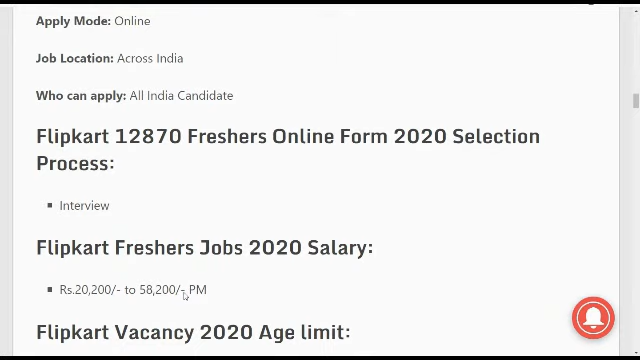 Apply Mode: Online
Job Location: Across India
Who can apply: All India Candidate
Flipkart 12870 Freshers Online Form 2020 Selection
Process:
Interview
Flipkart Freshers Jobs 2020 Salary:
Rs.20,200/- to 58,200/- PM
Flipkart Vacancy 2020 Age limit: